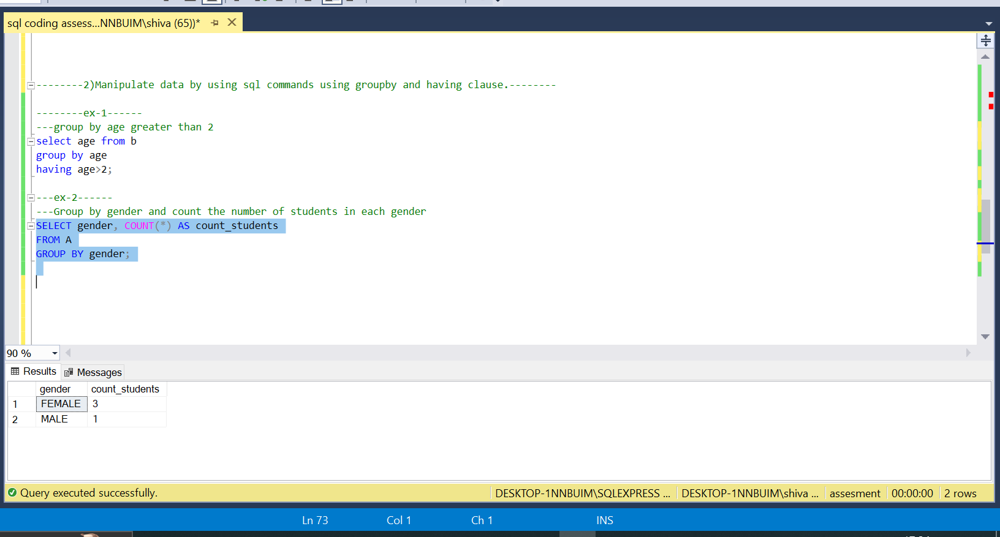 sql coding assess...NNBUIM\shiva (65))*
--------2)Manipulate data by using sql commands using groupby and having clause.--------
--------ex-1------
---group by age greater than 2
select age from b
group by age
having age>2;
---ex-2------
---Group by gender and count the number of students in each gender
SELECT gender, COUNT(*) AS count_students
FROM A
GROUP BY gender;
90 %
Results Messages
gender count_students
1 FEMALE 3
2 MALE 1
Query executed successfully. DESKTOP-1NNBUIM\SQLEXPRESS ... DESKTOP-1NNBUIM\shiva ... assesment 00:00:00 2 rows
Ln 73 Col 1 Ch 1 INS